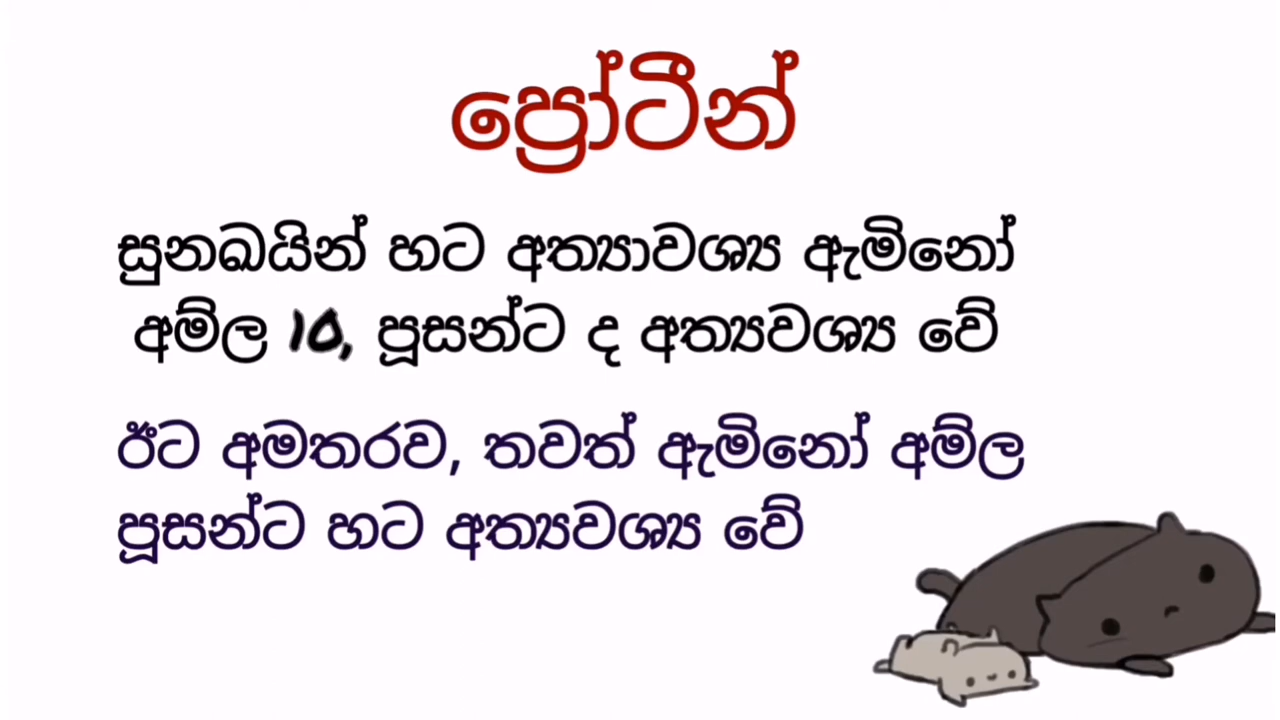 ප්‍රෝටීන්
සුනඛයින් හට අත්‍යාවශ්‍ය ඇමිනෝ
අම්ල 10, පූසන්ට ද අත්‍යවශ්‍ය වේ
ඊට අමතරව, තවත් ඇමිනෝ අම්ල
පූසන්ට හට අත්‍යවශ්‍ය වේ